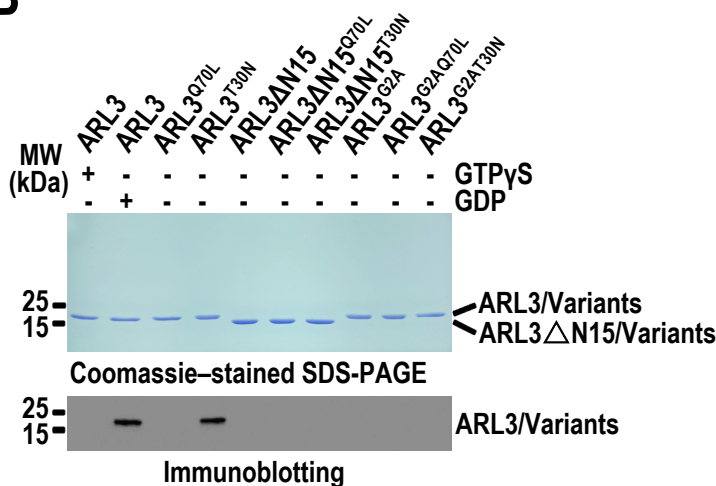 B
ARL3 ARL3 ARL3Q70L ARL3T30N ARL3ΔN15 ARL3ΔN15Q70L ARL3ΔN15T30N ARL3G2A ARL3G2AQ70L ARL3G2AT30N
MW
(kDa)
+ - - - - - - - - - GTPγS
- + - - - - - - - - GDP
25
15
ARL3/Variants
ARL3△N15/Variants
Coomassie–stained SDS-PAGE
25
15
ARL3/Variants
Immunoblotting